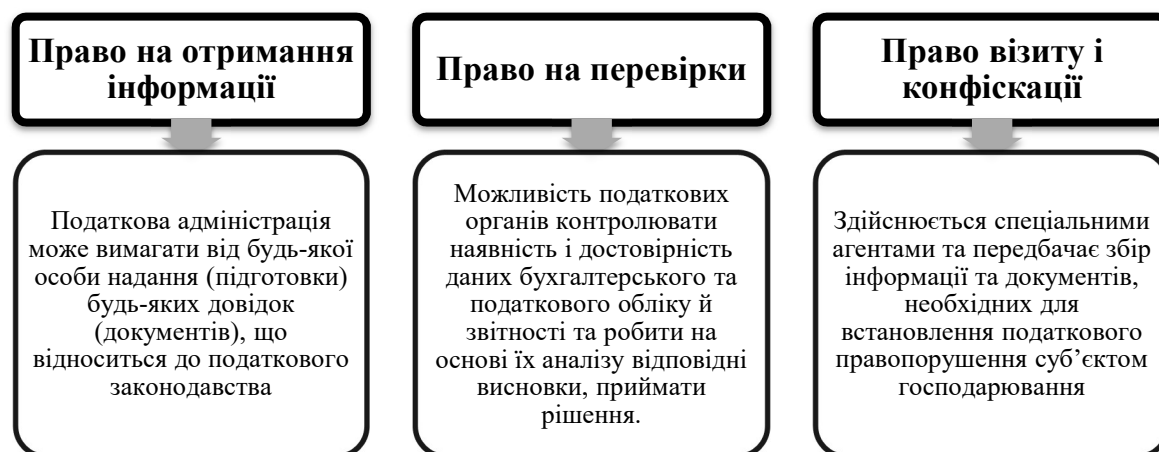 Право на отримання
інформації
Податкова адміністрація
може вимагати від будь-якої
особи надання (підготовки)
будь-яких довідок
(документів), що
відноситься до податкового
законодавства
Право на перевірки
Можливість податкових
органів контролювати
наявність і достовірність
даних бухгалтерського та
податкового обліку й
звітності та робити на
основі їх аналізу відповідні
висновки, приймати
рішення.
Право візиту і
конфіскації
Здійснюється спеціальними
агентами та передбачає збір
інформації та документів,
необхідних для
встановлення податкового
правопорушення суб’єктом
господарювання